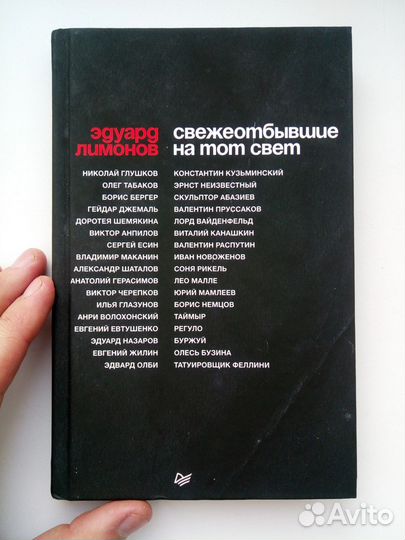 эдуард свежеотбывшие
лимонов на тот свет
НИКОЛАЙ ГЛУШКОВ КОНСТАНТИН КУЗЬМИНСКИЙ
ОЛЕГ ТАБАКОВ ЭРНСТ НЕИЗВЕСТНЫЙ
БОРИС БЕРГЕР СКУЛЬПТОР АБАЗИЕВ
ГЕЙДАР ДЖЕМАЛЬ ВАЛЕНТИН ПРУССАКОВ
ДОРОТЕЯ ШЕМЯКИНА ЛОРД ВАЙДЕНФЕЛЬД
ВИКТОР АНПИЛОВ ВИТАЛИЙ КАНАШКИН
СЕРГЕЙ ЕСИН ВАЛЕНТИН РАСПУТИН
ВЛАДИМИР МАКАНИН ИВАН НОВОЖЕНОВ
АЛЕКСАНДР ШАТАЛОВ СОНЯ РИКЕЛЬ
АНАТОЛИЙ ГЕРАСИМОВ ЛЕО МАЛЛЕ
ВИКТОР ЧЕРЕПКОВ ЮРИЙ МАМЛЕЕВ
ИЛЬЯ ГЛАЗУНОВ БОРИС НЕМЦОВ
АНРИ ВОЛОХОНСКИЙ ТАЙМЫР
ЕВГЕНИЙ ЕВТУШЕНКО РЕГУЛО
ЭДУАРД НАЗАРОВ БУРЖУЙ
ЕВГЕНИЙ ЖИЛИН ОЛЕСЬ БУЗИНА
ЭДВАРД ОЛБИ ТАТУИРОВЩИК ФЕЛЛИНИ
Avito